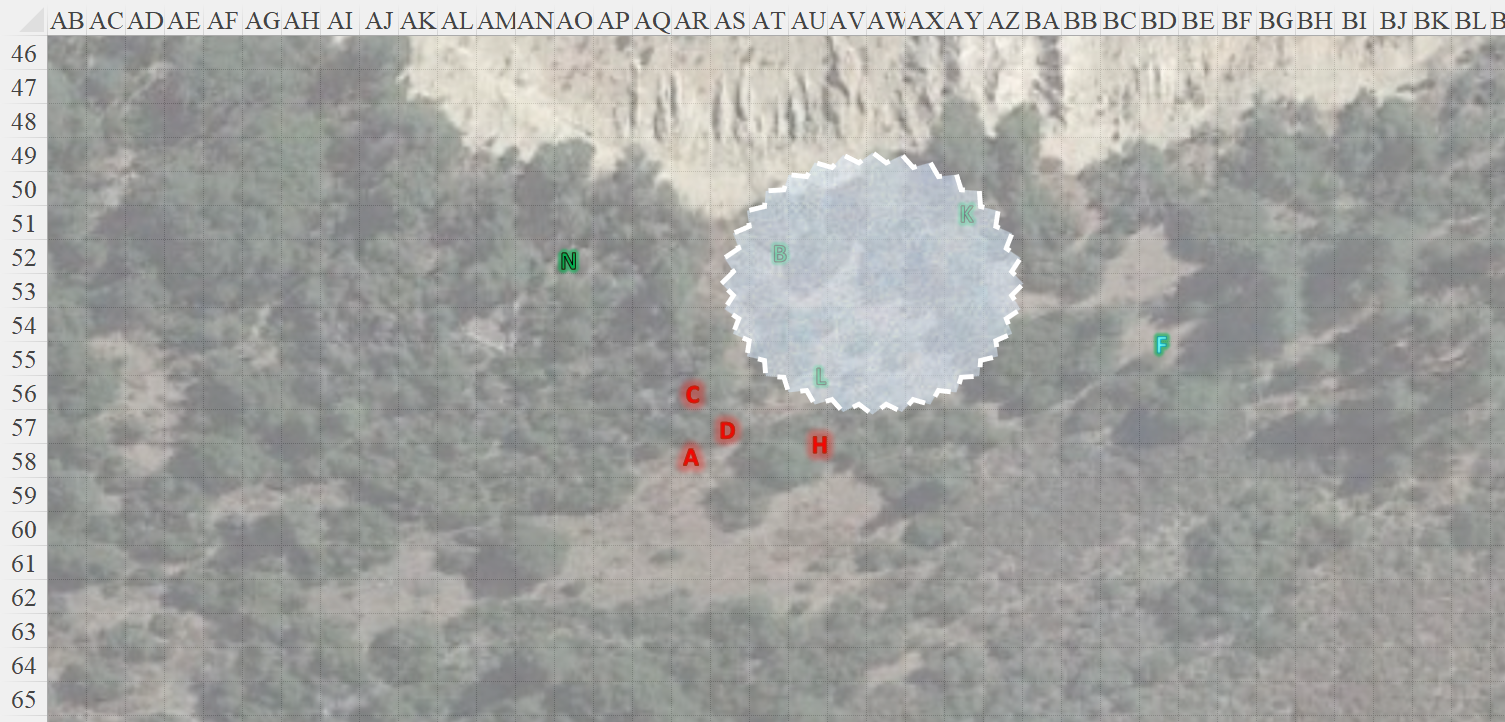 AB AC AD AE AF AG AH AI AJ AK AL AM AN AO AP AQ AR AS AT AU AV AW AX AY AZ BA BB BC BD BE BF BG BH BI BJ BK BL B
46
47
48
49
50
51
K
52
B
N
53
54
F
55
L
56
C
57
D
H
58
A
59
60
61
62
63
64
65